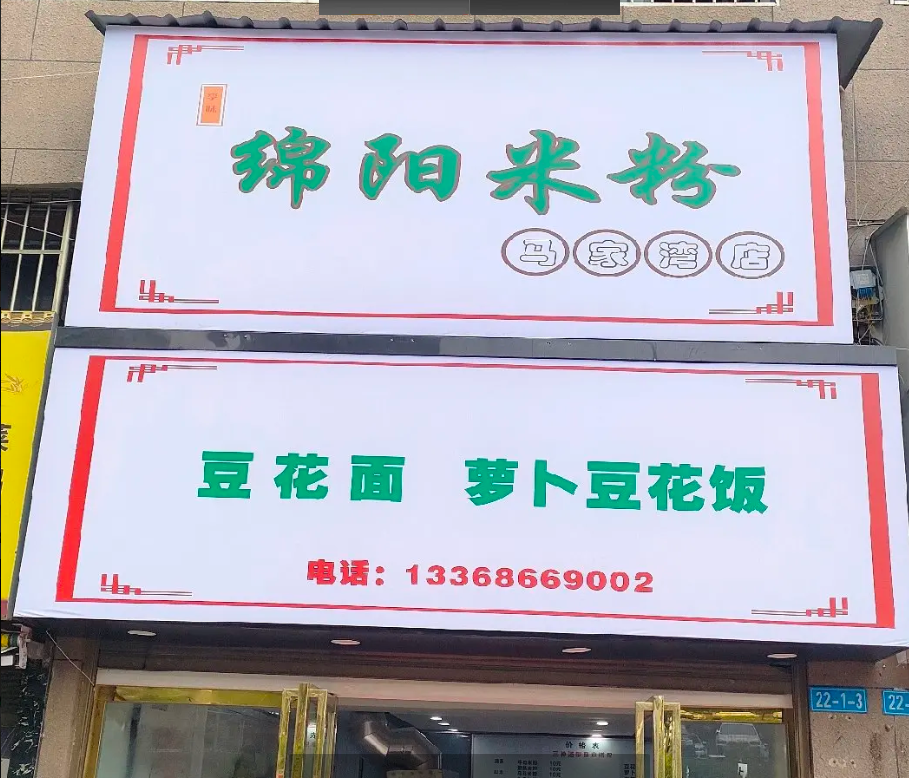 绵阳米粉
马家湾店
豆花面 萝卜豆花饭
电话：13368669002
22-1-3
22-
价格表